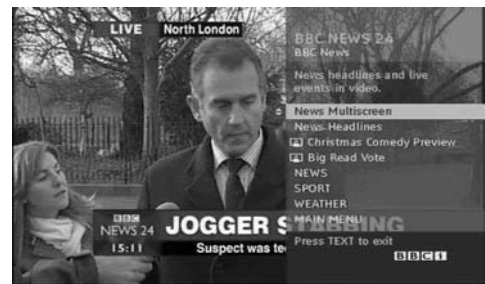 LIVE North London
BBC NEWS 24
BBC News
News headlines and live
events in video.
News Multiscreen
News Headlines
Christmas Comedy Preview
Big Read Vote
NEWS
SPORT
WEATHER
MAIN MENU
Press TEXT to exit
BBC 1
BBC
NEWS 24
15:11
JOGGER STABBING
Suspect was